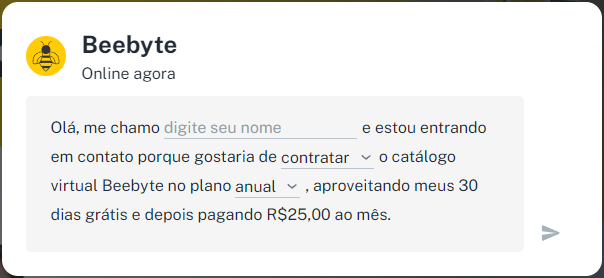 Beebyte
Online agora
Olá, me chamo digite seu nome e estou entrando
em contato porque gostaria de contratar o catálogo
virtual Beebyte no plano anual , aproveitando meus 30
dias grátis e depois pagando R$25,00 ao mês.